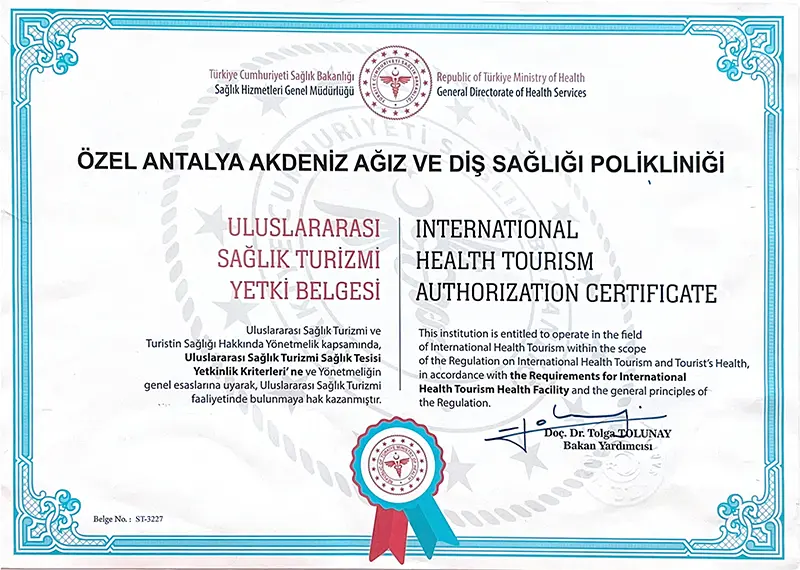 Türkiye Cumhuriyeti Sağlık Bakanlığı
Sağlık Hizmetleri Genel Müdürlüğü
Republic of Türkiye Ministry of Health
General Directorate of Health Services
ÖZEL ANTALYA AKDENİZ AĞIZ VE DİŞ SAĞLIĞI POLİKLİNİĞİ
ULUSLARARASI
SAĞLIK TURİZMİ
YETKİ BELGESİ
INTERNATIONAL
HEALTH TOURISM
AUTHORIZATION CERTIFICATE
Uluslararası Sağlık Turizmi ve
Turistin Sağlığı Hakkında Yönetmelik kapsamında,
Uluslararası Sağlık Turizmi Sağlık Tesisi
Yetkinlik Kriterleri'ne ve Yönetmeliğin
genel esaslarına uyarak, Uluslararası Sağlık Turizmi
faaliyetinde bulunmaya hak kazanmıştır.
This institution is entitled to operate in the field
of International Health Tourism within the scope
of the Regulation on International Health Tourism and Tourist's Health,
in accordance with the Requirements for International
Health Tourism Health Facility and the general principles of
the Regulation.
Doç. Dr. Tolga TOLUNAY
Bakan Yardımcısı
Belge No. : ST-3227